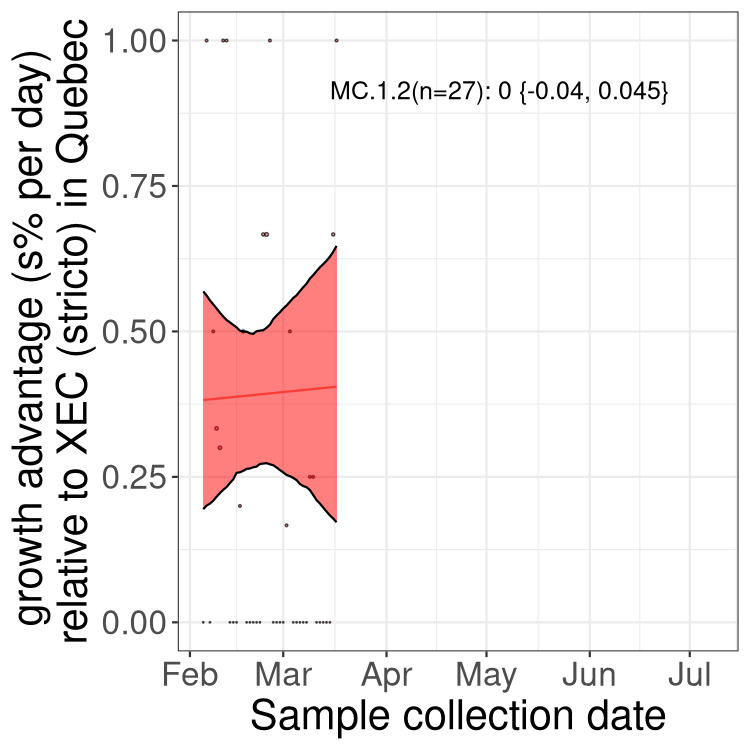 growth advantage (s% per day)
relative to XEC (stricto) in Quebec
1.00
0.75
0.50
0.25
0.00
MC.1.2(n=27): 0 {-0.04, 0.045}
Feb Mar Apr May Jun Jul
Sample collection date